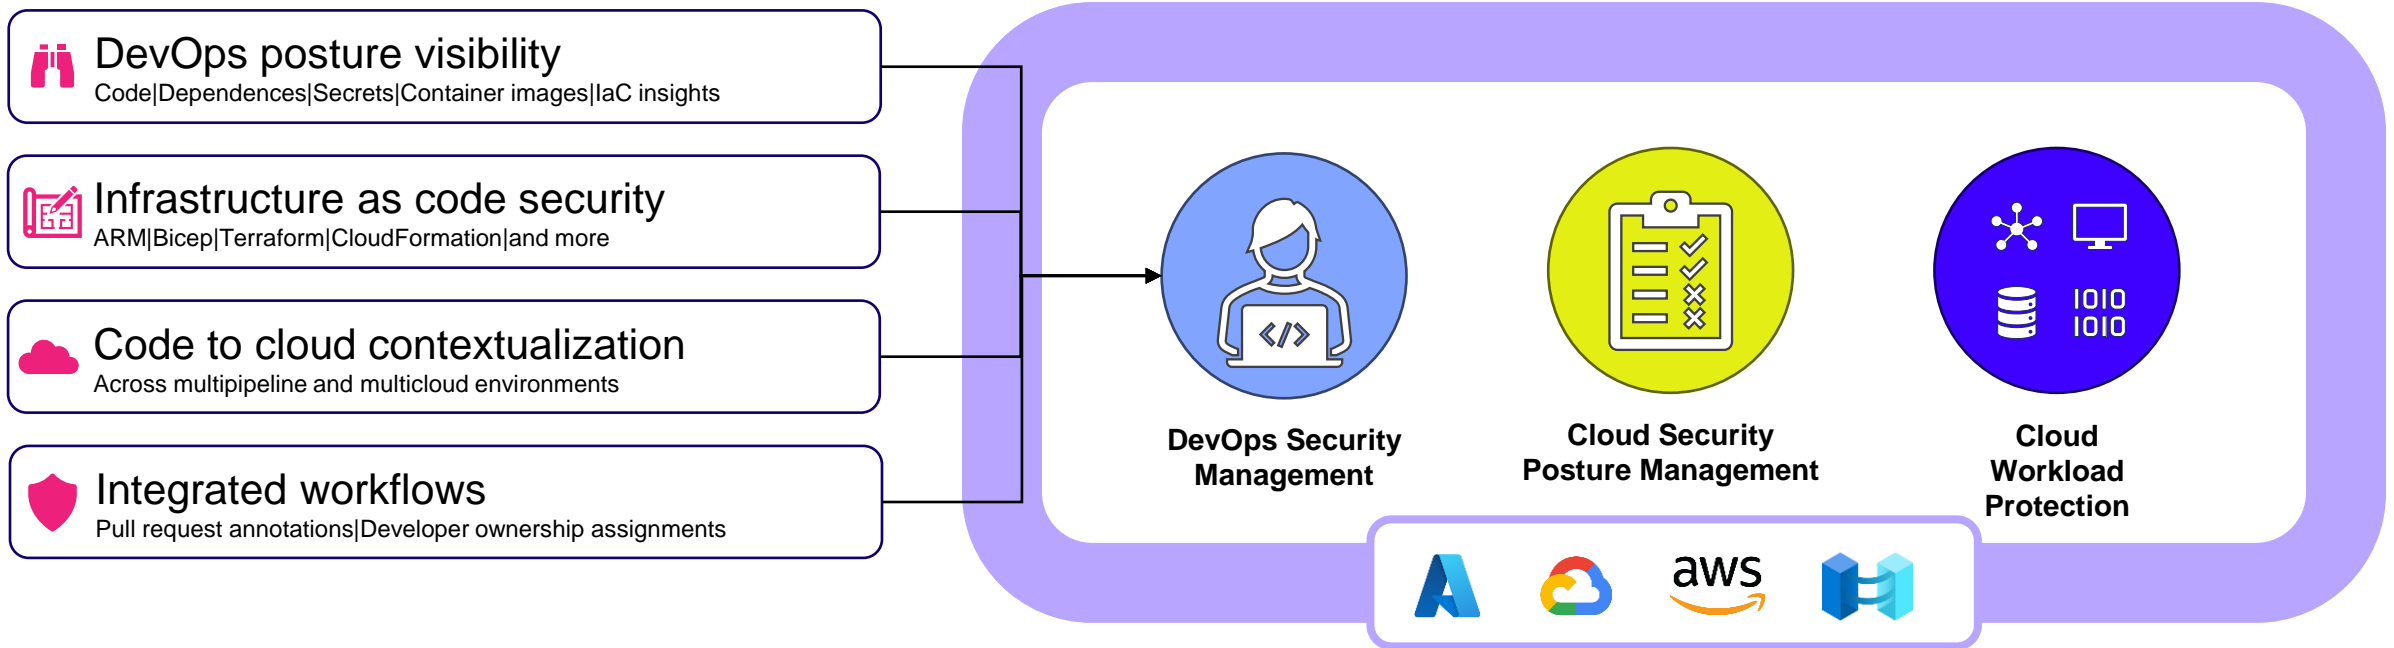 DevOps posture visibility
Code|Dependences|Secrets|Container images|IaC insights
Infrastructure as code security
ARM|Bicep|Terraform|CloudFormation|and more
Code to cloud contextualization
Across multipipeline and multicloud environments
Integrated workflows
Pull request annotations|Developer ownership assignments
</>
DevOps Security
Management
Cloud Security
Posture Management
1010
1010
Cloud
Workload
Protection
aws